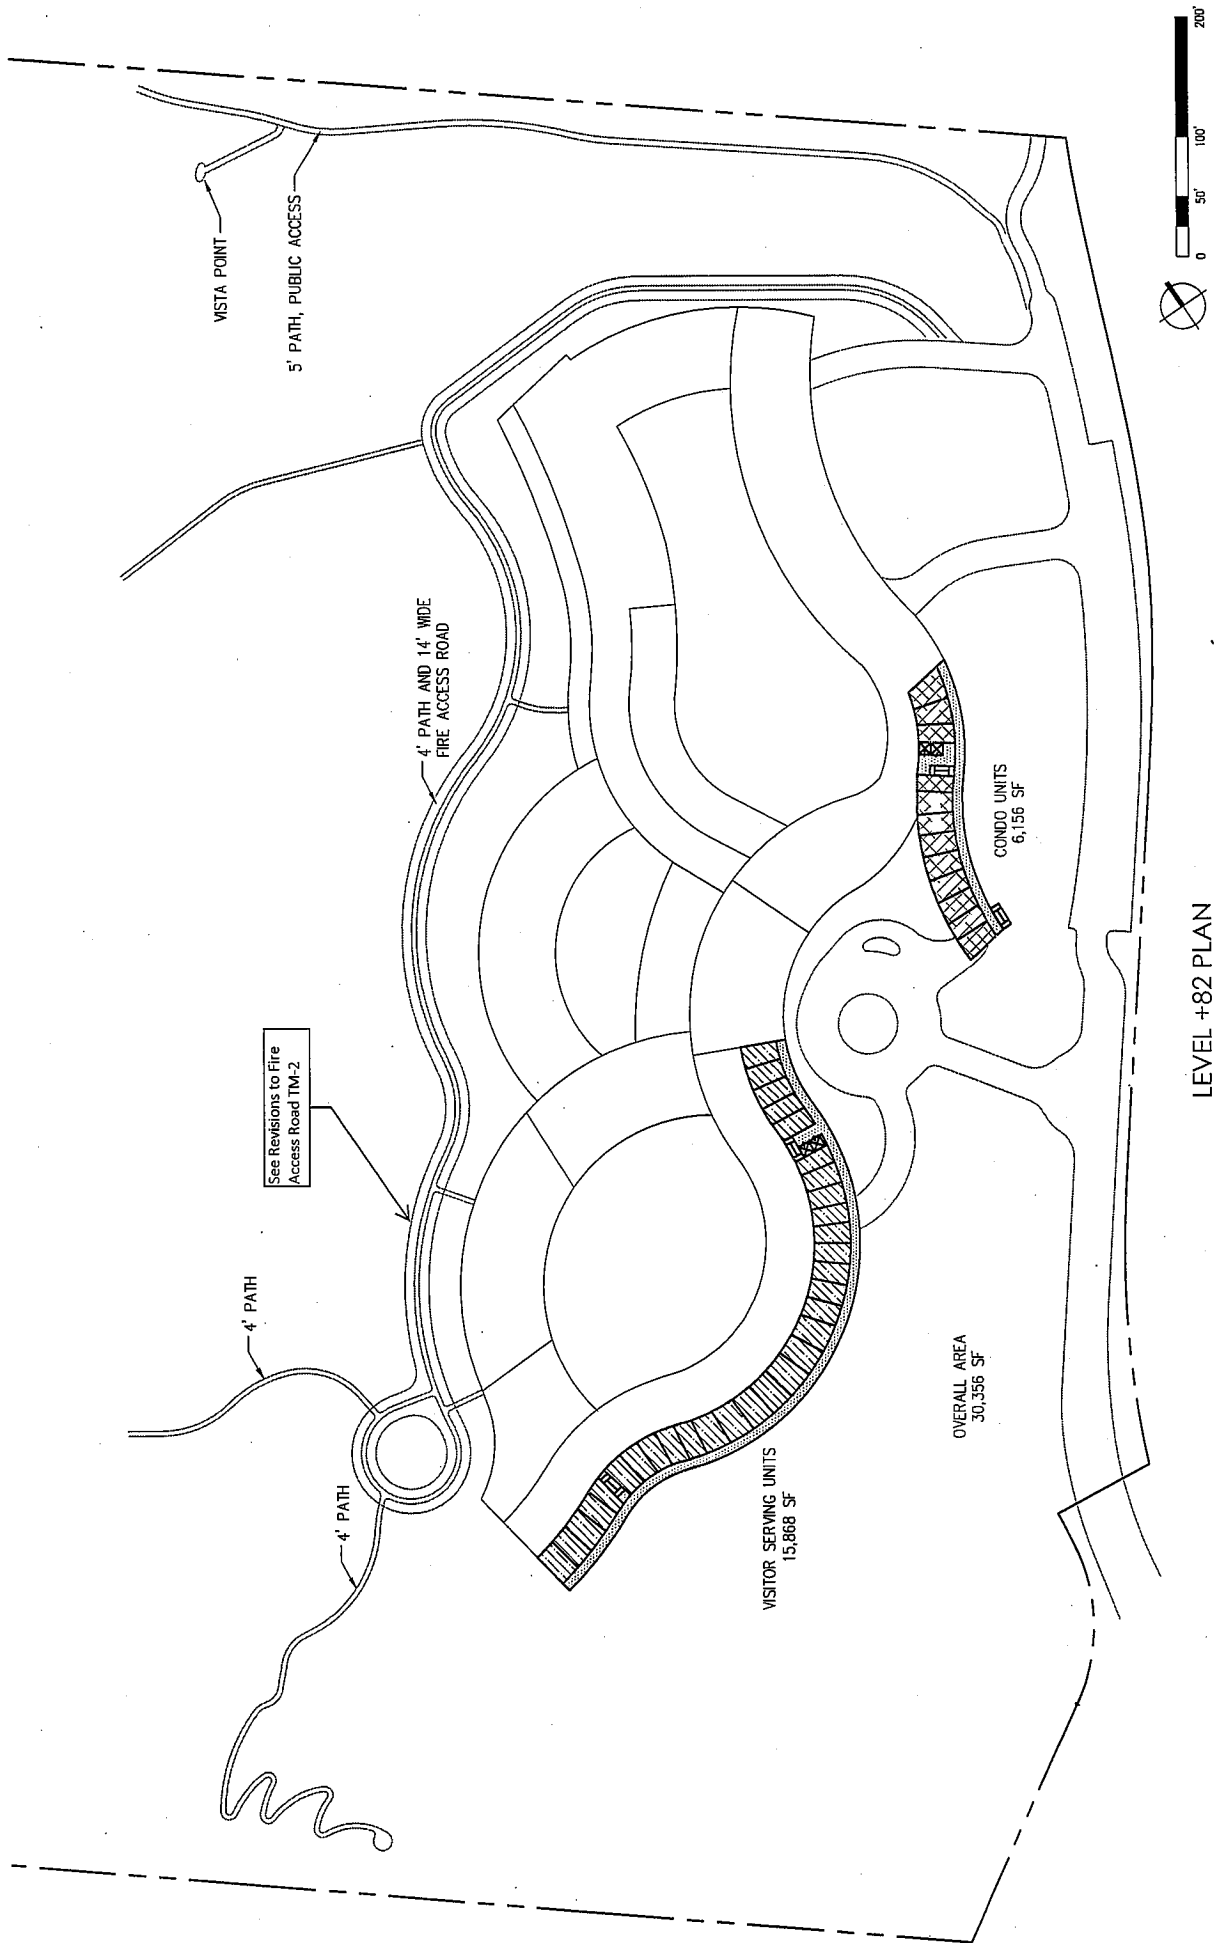 VISTA POINT
5' PATH, PUBLIC ACCESS
4' PATH AND 14' WIDE
FIRE ACCESS ROAD
See Revisions to Fire
Access Road TM-2
4' PATH
4' PATH
CONDO UNITS
6,156 SF
VISITOR SERVING UNITS
15,868 SF
OVERALL AREA
30,356 SF
0 50' 100' 200'
LEVEL +82 PLAN